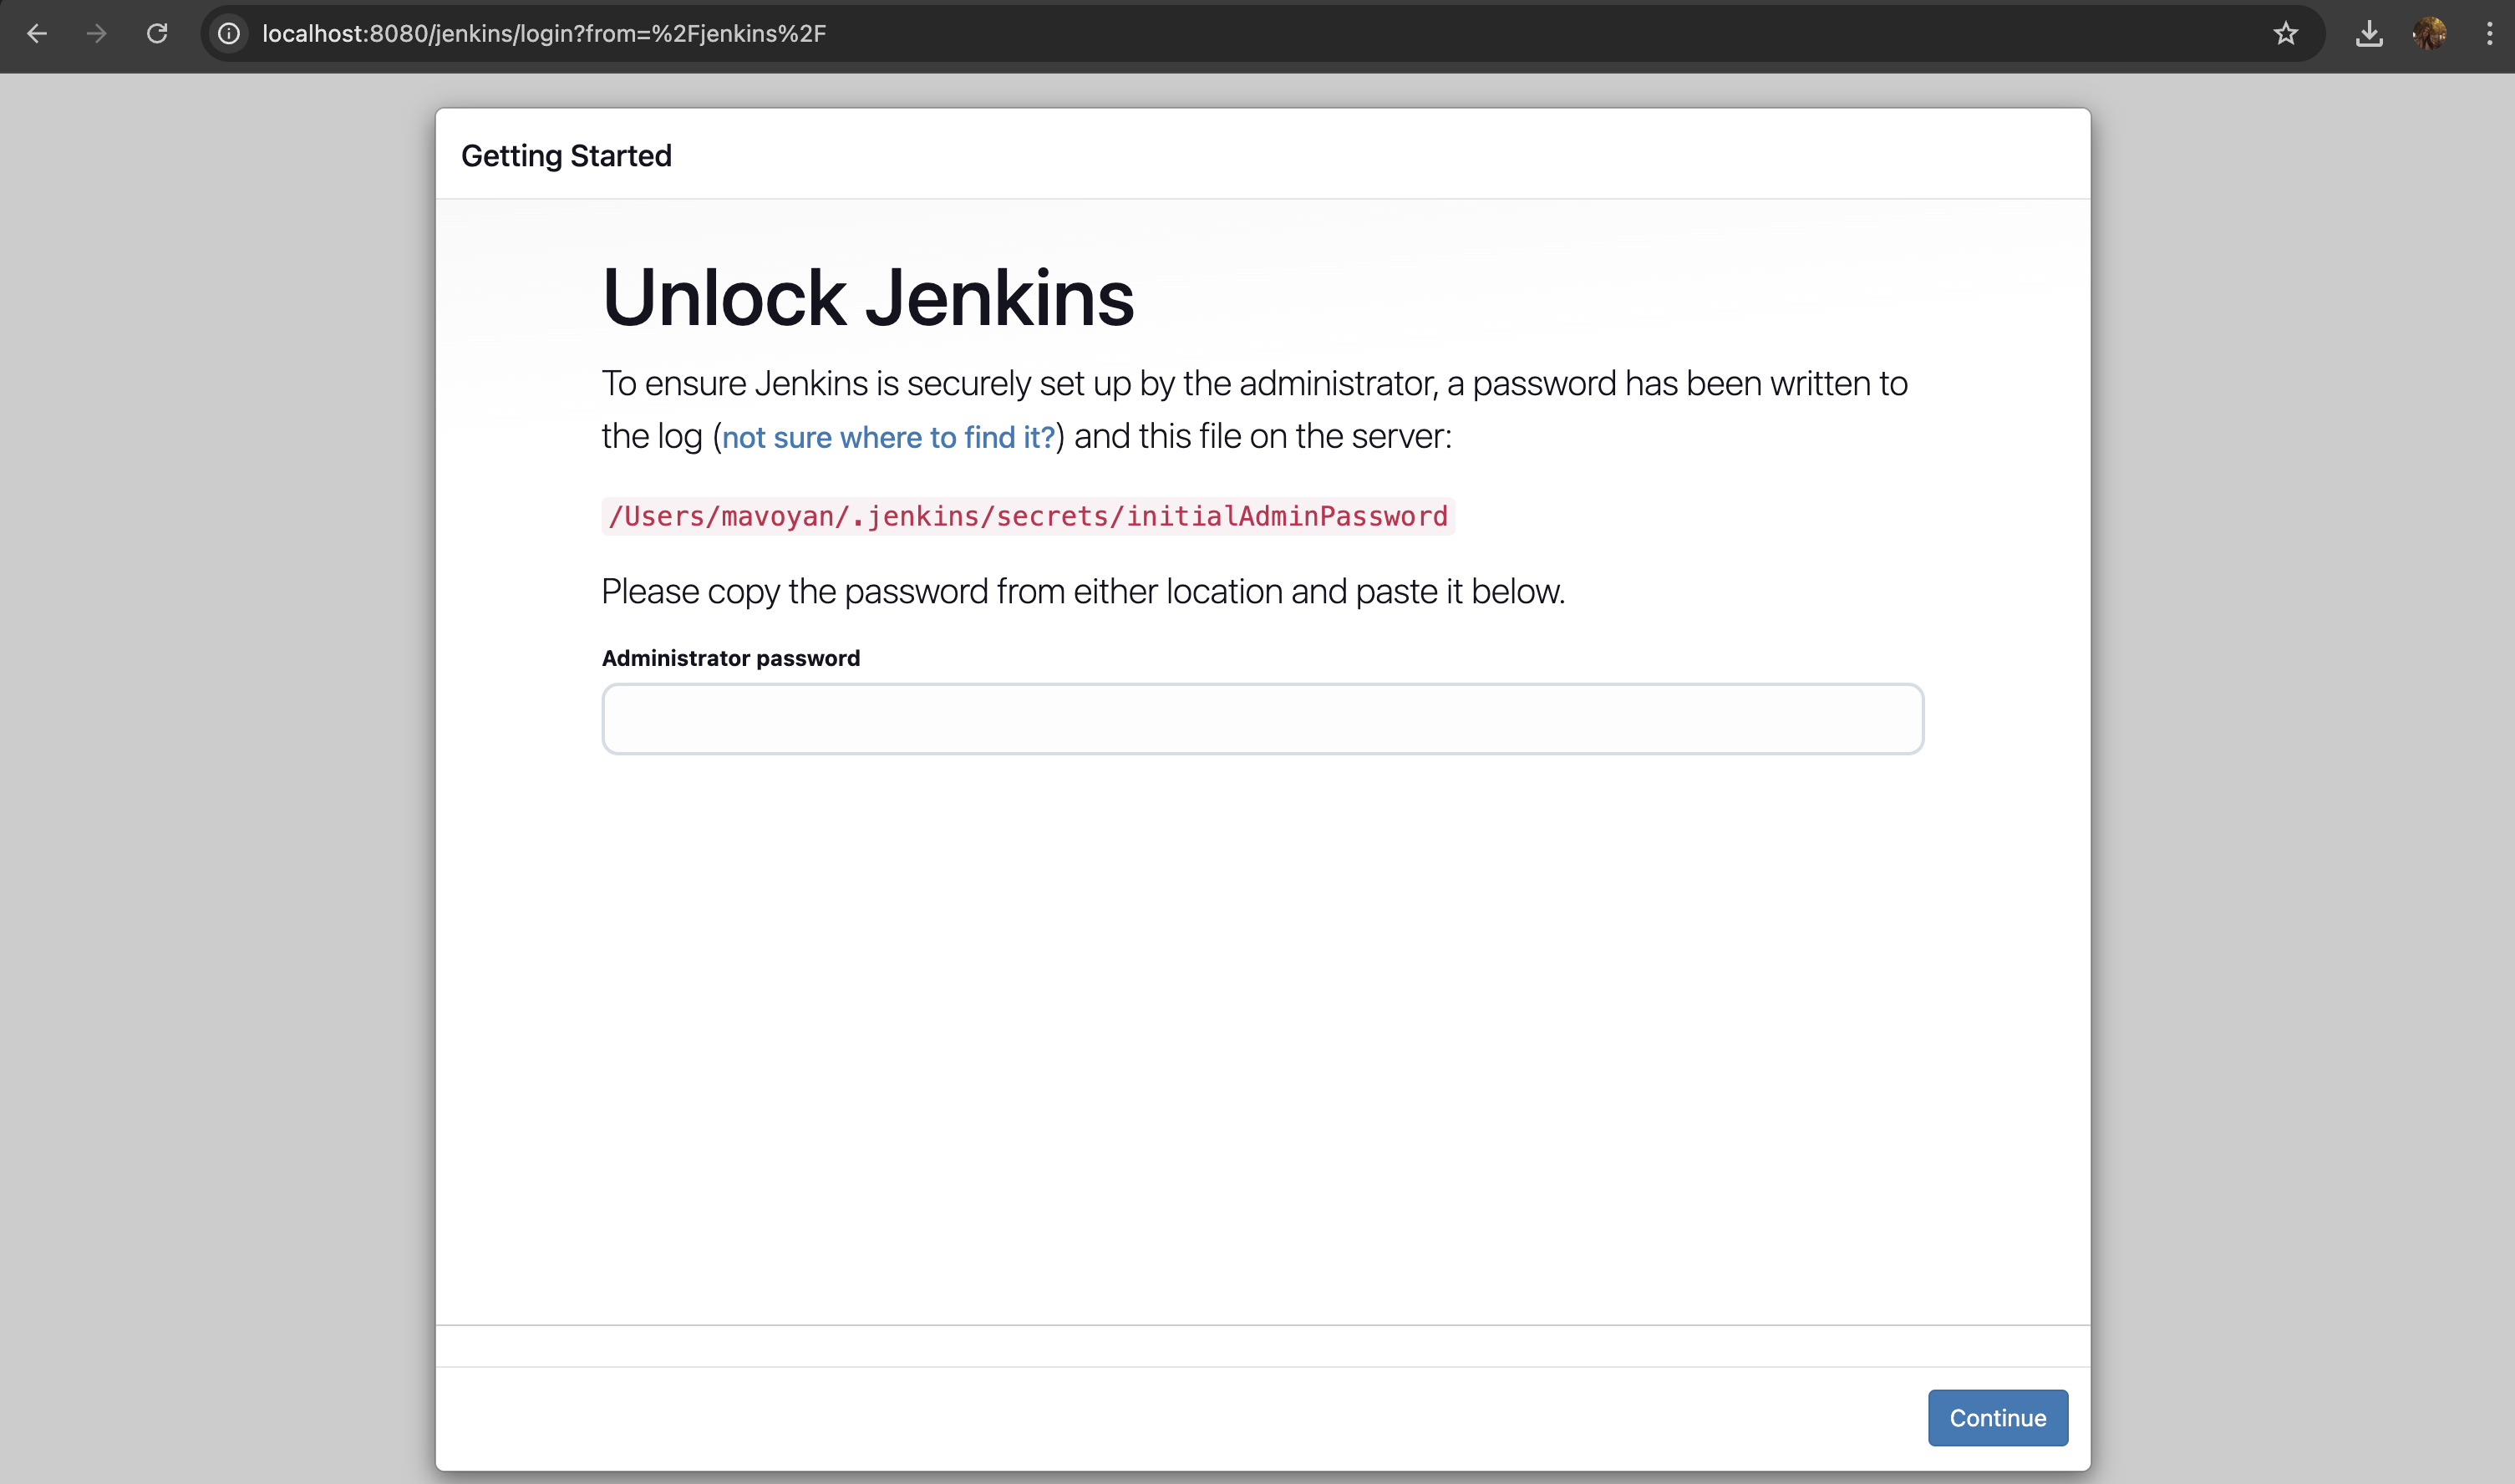 localhost:8080/jenkins/login?from=%2Fjenkins%2F
Getting Started
Unlock Jenkins
To ensure Jenkins is securely set up by the administrator, a password has been written to
the log (not sure where to find it?) and this file on the server:
/Users/mavoyan/.jenkins/secrets/initialAdminPassword
Please copy the password from either location and paste it below.
Administrator password
Continue